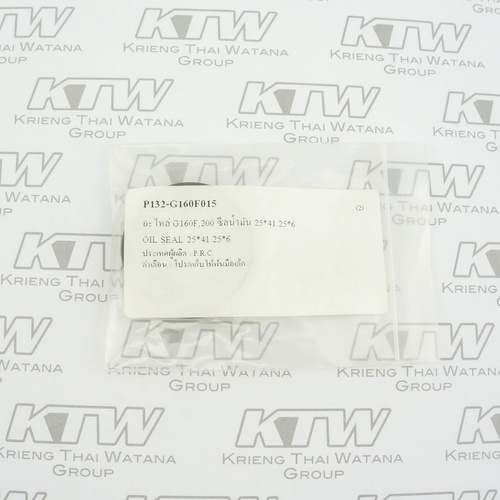 KTW
KRIENG THAI WATANA
GROUP
P132-G160F015
(2)
อะไหล่ G160F,200 ซีลน้ำมัน 25*41.25*6
OIL SEAL 25*41.25*6
ประเทศผู้ผลิต : P.R.C.
คำเตือน : โปรดเก็บให้พ้นมือเด็ก